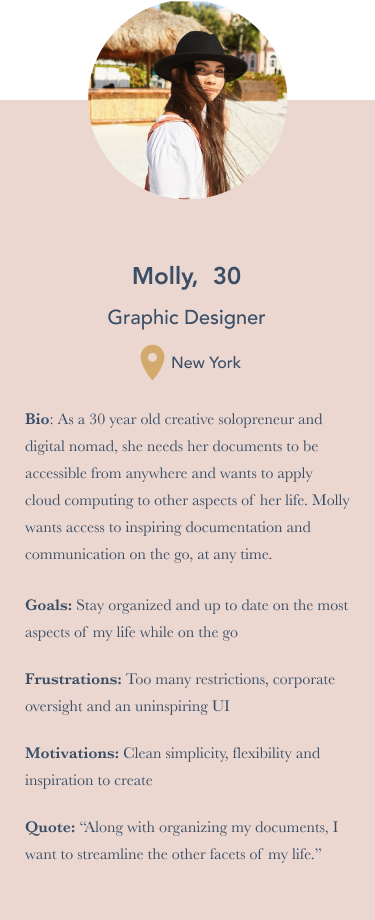 Molly, 30
Graphic Designer
New York
Bio: As a 30 year old creative solopreneur and
digital nomad, she needs her documents to be
accessible from anywhere and wants to apply
cloud computing to other aspects of her life. Molly
wants access to inspiring documentation and
communication on the go, at any time.
Goals: Stay organized and up to date on the most
aspects of my life while on the go
Frustrations: Too many restrictions, corporate
oversight and an uninspiring UI
Motivations: Clean simplicity, flexibility and
inspiration to create
Quote: “Along with organizing my documents, I
want to streamline the other facets of my life.”